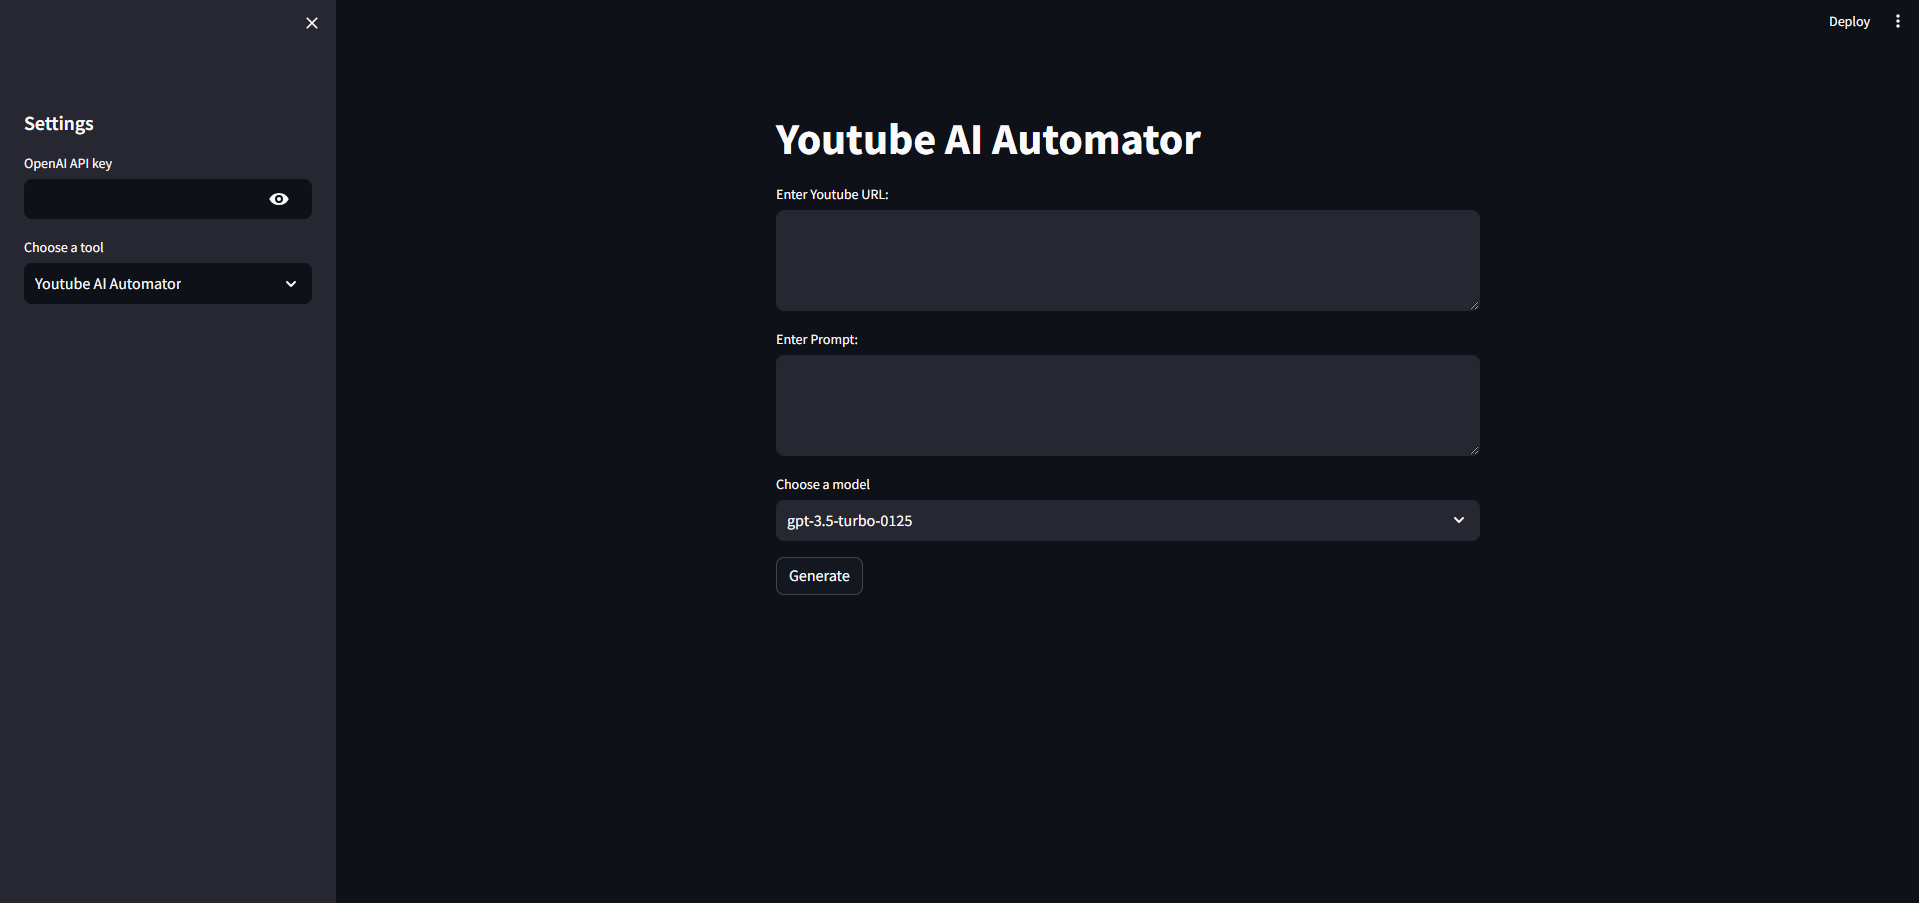 Deploy
Settings
OpenAI API key
Choose a tool
Youtube AI Automator
Youtube AI Automator
Enter Youtube URL:
Enter Prompt:
Choose a model
gpt-3.5-turbo-0125
Generate